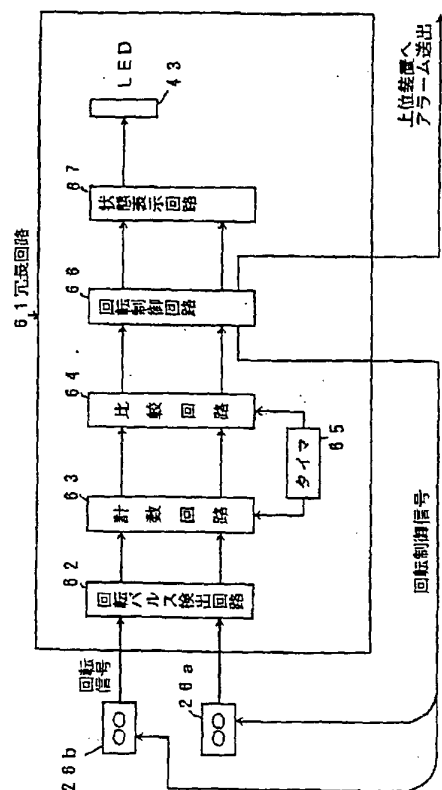 61冗長回路
26b
回転
信号
26a
62
回転パルス検出回路
63
計数回路
64
比較回路
タイマ
65
66
回転制御回路
67
状態表示回路
LED
43
回転制御信号
上位装置へ
アラーム送出